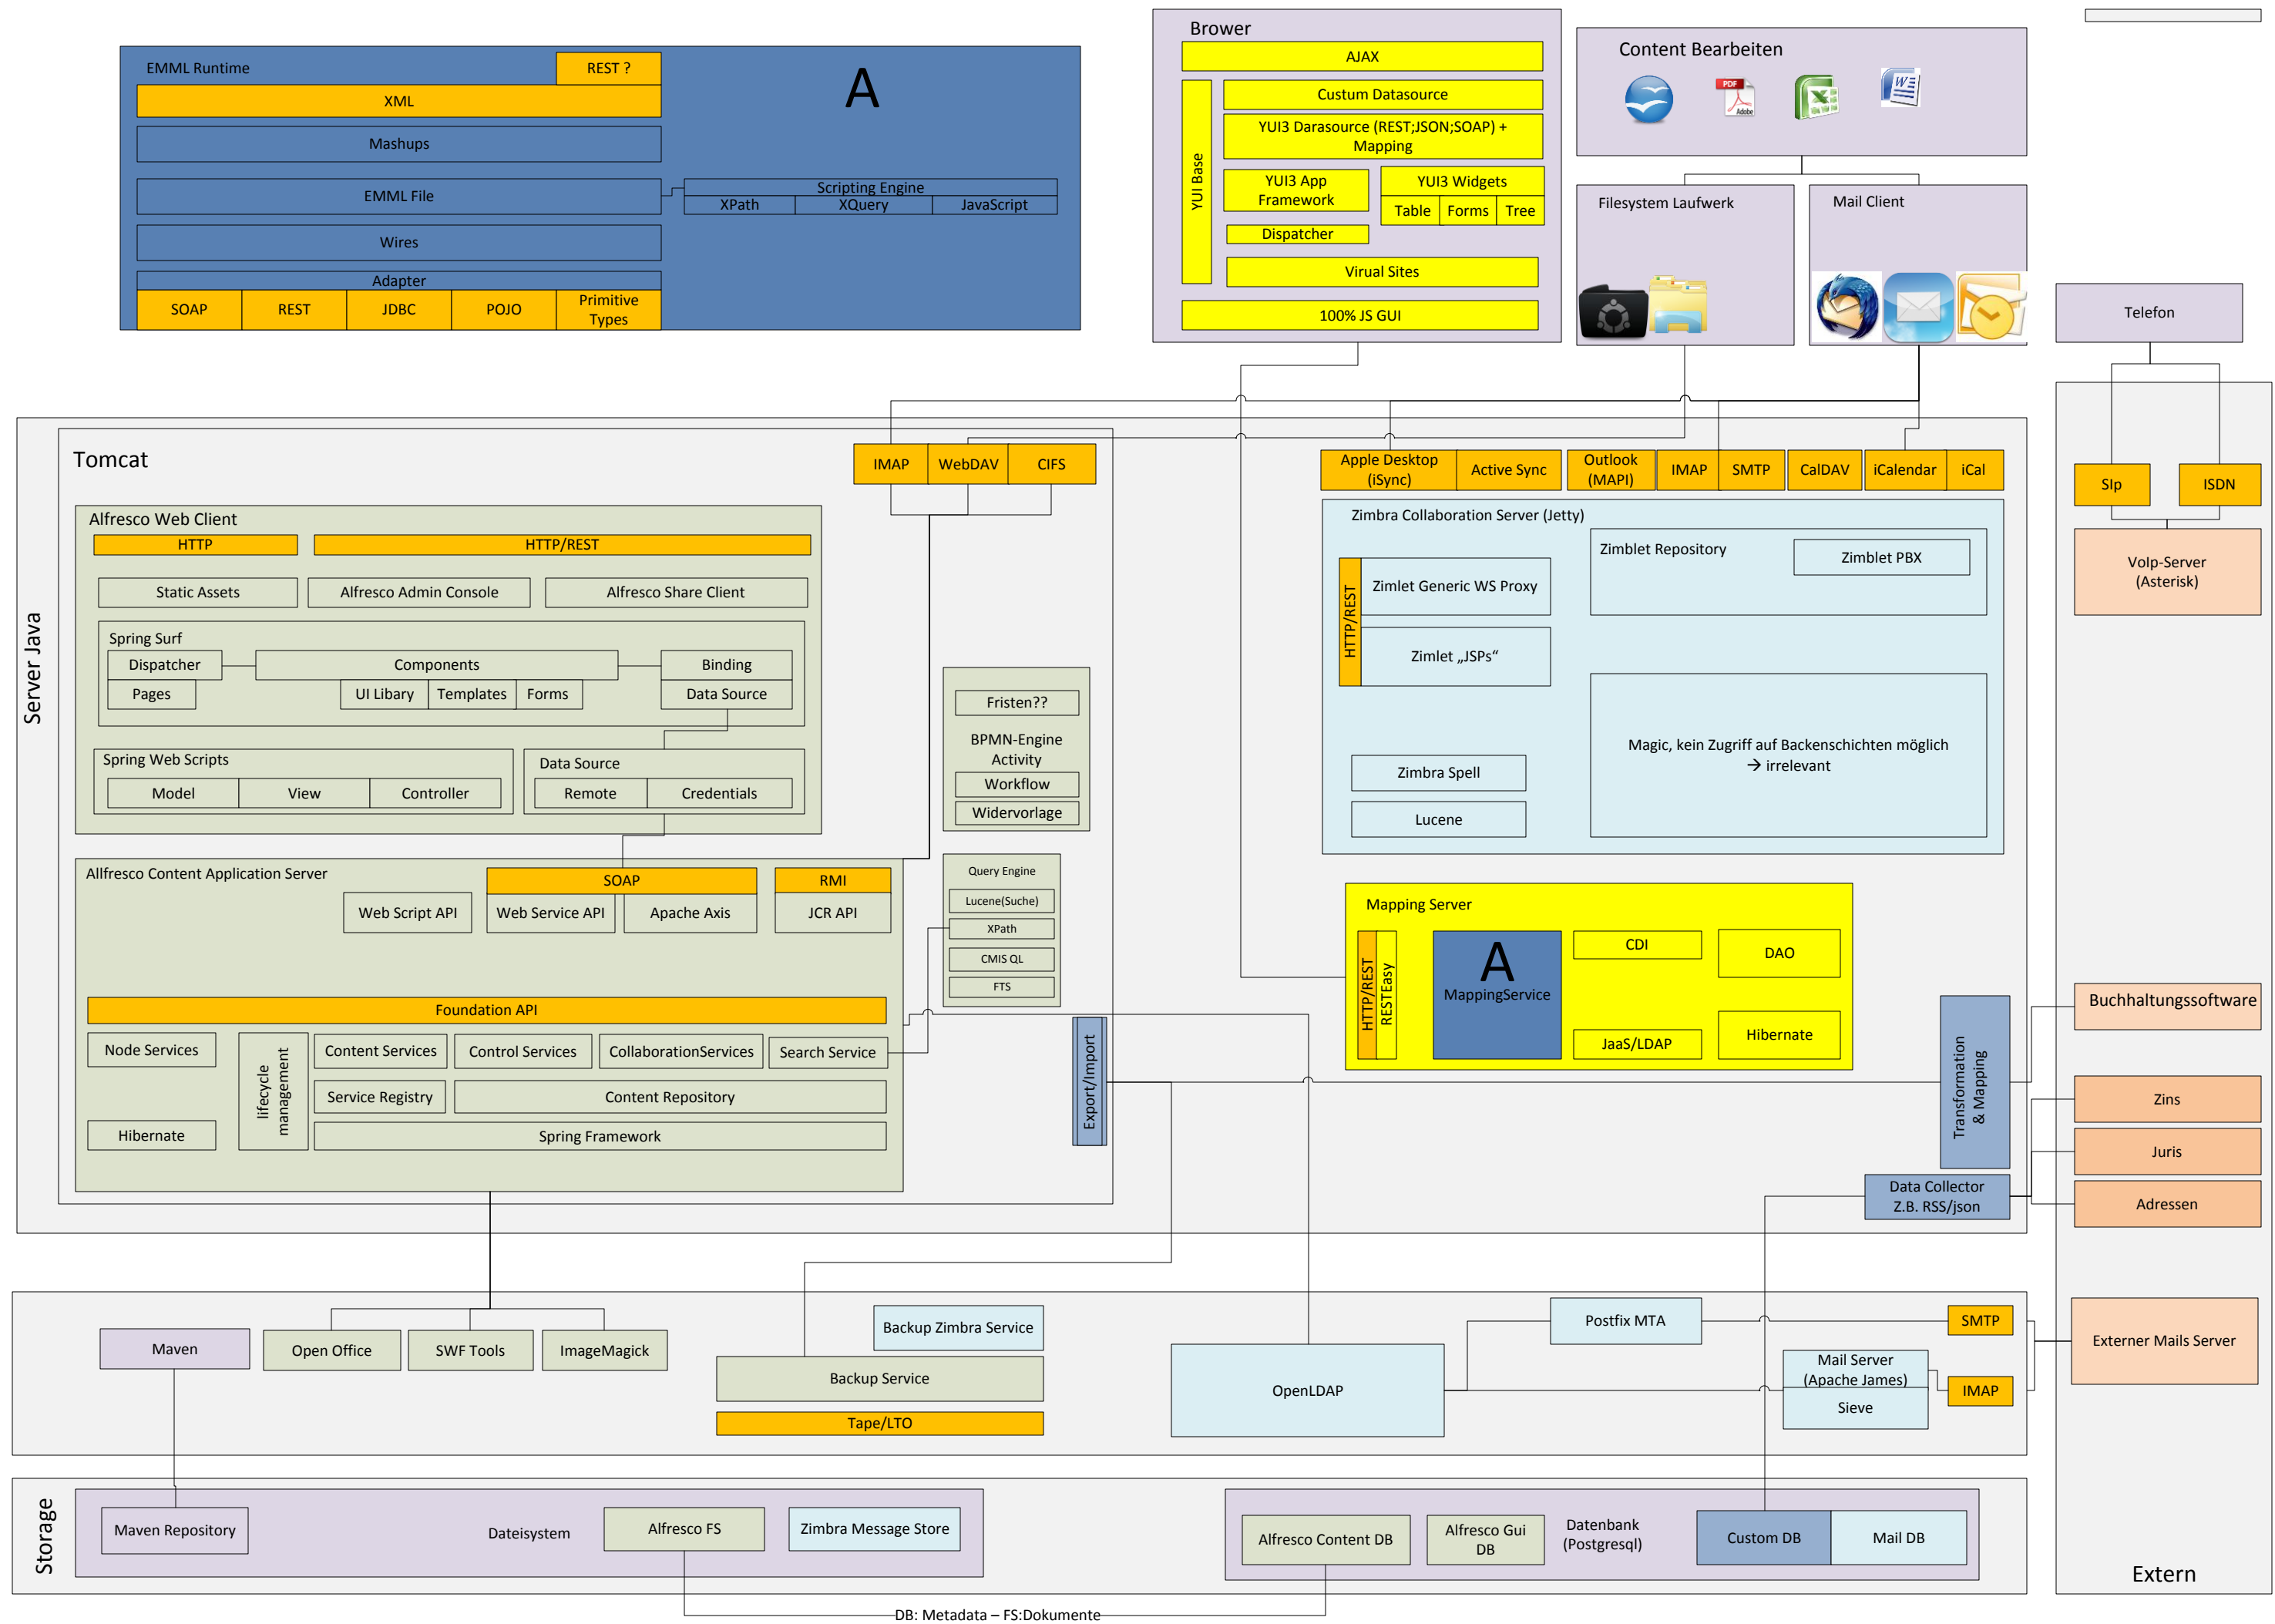 EMML Runtime
REST ?
A
XML
Mashups
EMML File
Scripting Engine
XPath
XQuery
JavaScript
Wires
Adapter
SOAP
REST
JDBC
POJO
Primitive
Types
Brower
AJAX
YUI Base
Custum Datasource
YUI3 Darasource (REST;JSON;SOAP) +
Mapping
YUI3 App
Framework
YUI3 Widgets
Table
Forms
Tree
Dispatcher
Virual Sites
100% JS GUI
Content Bearbeiten
PDF
Adobe
Filesystem Laufwerk
Mail Client
Telefon
Server Java
Tomcat
IMAP
WebDAV
CIFS
Alfresco Web Client
HTTP
HTTP/REST
Static Assets
Alfresco Admin Console
Alfresco Share Client
Spring Surf
Dispatcher
Components
Binding
Pages
UI Libary
Templates
Forms
Data Source
Spring Web Scripts
Model
View
Controller
Data Source
Remote
Credentials
Fristen??
BPMN-Engine
Activity
Workflow
Widervorlage
Allfresco Content Application Server
SOAP
RMI
Web Script API
Web Service API
Apache Axis
JCR API
Query Engine
Lucene(Suche)
XPath
CMIS QL
FTS
Foundation API
Node Services
lifecycle
management
Content Services
Control Services
CollaborationServices
Search Service
Service Registry
Content Repository
Hibernate
Spring Framework
Export/Import
Apple Desktop
(iSync)
Active Sync
Outlook
(MAPI)
IMAP
SMTP
CalDAV
iCalendar
iCal
Zimbra Collaboration Server (Jetty)
HTTP/REST
Zimlet Generic WS Proxy
Zimlet „JSPs“
Zimblet Repository
Zimblet PBX
Zimbra Spell
Lucene
Magic, kein Zugriff auf Backenschichten möglich
→ irrelevant
Mapping Server
HTTP/REST
RESTEasy
A
MappingService
CDI
DAO
JaaS/LDAP
Hibernate
Transformation
& Mapping
Data Collector
Z.B. RSS/json
SIp
ISDN
VoIp-Server
(Asterisk)
Buchhaltungssoftware
Zins
Juris
Adressen
Externer Mails Server
Extern
Maven
Open Office
SWF Tools
ImageMagick
Backup Zimbra Service
Backup Service
Tape/LTO
OpenLDAP
Postfix MTA
SMTP
Mail Server
(Apache James)
Sieve
IMAP
Storage
Maven Repository
Dateisystem
Alfresco FS
Zimbra Message Store
Alfresco Content DB
Alfresco Gui
DB
Datenbank
(Postgresql)
Custom DB
Mail DB
DB: Metadata – FS:Dokumente